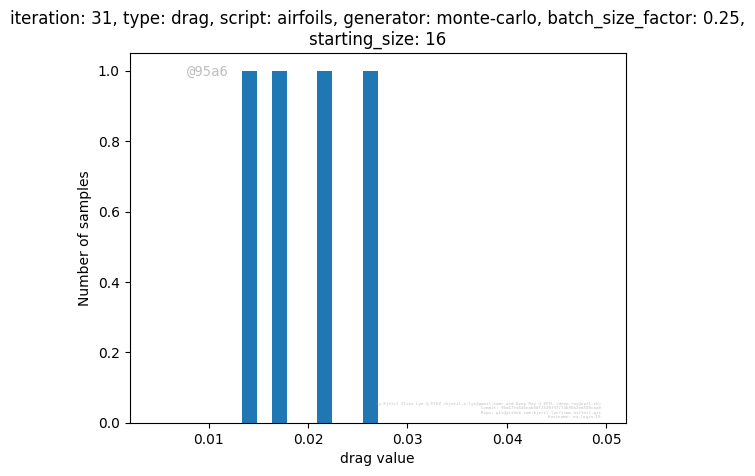 iteration: 31, type: drag, script: airfoils, generator: monte-carlo, batch_size_factor: 0.25,
starting_size: 16
@95a6
1.0
0.8
0.6
0.4
0.2
0.0
Number of samples
0.01
0.02
0.03
0.04
0.05
drag value